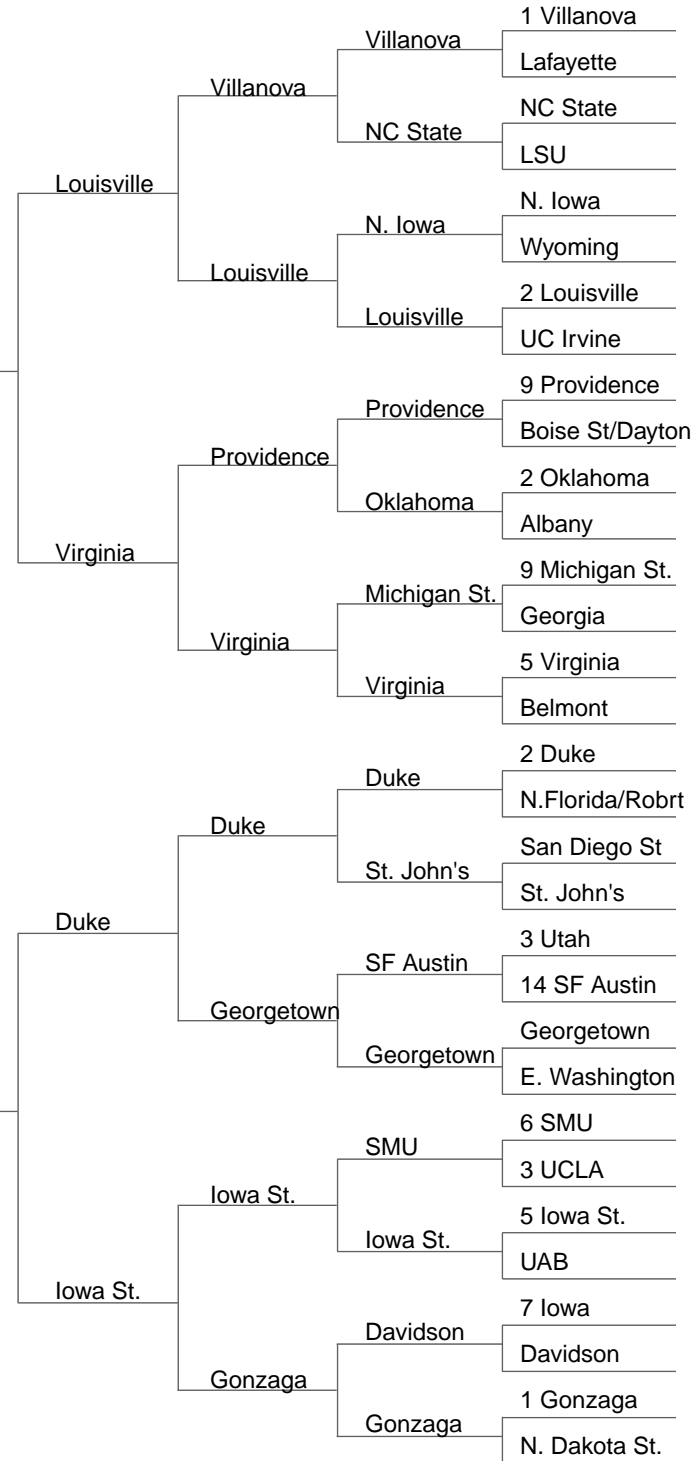 1 Villanova
Villanova
Lafayette
Villanova
NC State
NC State
LSU
Louisville
N. Iowa
N. Iowa
Wyoming
Louisville
2 Louisville
Louisville
UC Irvine
9 Providence
Providence
Boise St/Dayton
Providence
2 Oklahoma
Oklahoma
Albany
Virginia
9 Michigan St.
Michigan St.
Georgia
Virginia
5 Virginia
Virginia
Belmont
2 Duke
Duke
N.Florida/Robrt
Duke
San Diego St
St. John's
St. John's
Duke
3 Utah
SF Austin
14 SF Austin
Georgetown
Georgetown
Georgetown
E. Washington
6 SMU
SMU
3 UCLA
Iowa St.
5 Iowa St.
Iowa St.
UAB
Iowa St.
7 Iowa
Davidson
Davidson
Gonzaga
1 Gonzaga
Gonzaga
N. Dakota St.